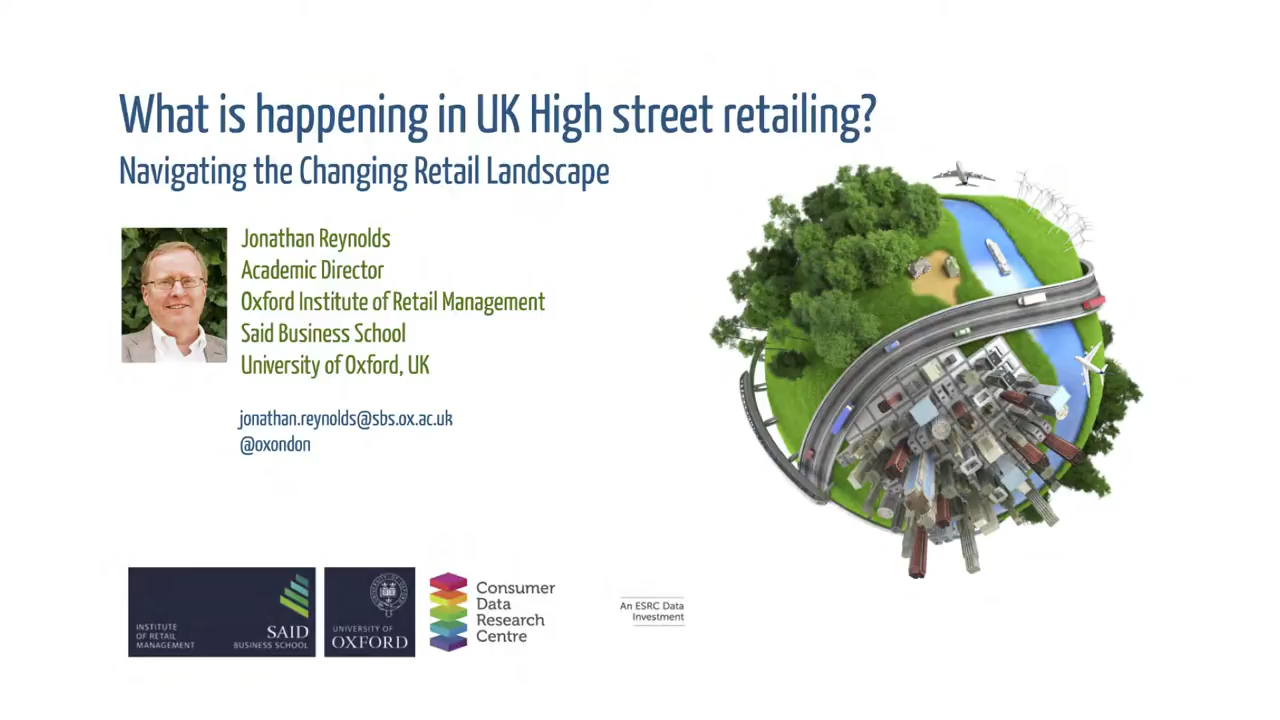 What is happening in UK High street retailing?
Navigating the Changing Retail Landscape
Jonathan Reynolds
Academic Director
Oxford Institute of Retail Management
Said Business School
University of Oxford, UK
jonathan.reynolds@sbs.ox.ac.uk
@oxondon
INSTITUTE
OF RETAIL
MANAGEMENT
SAID
BUSINESS SCHOOL
UNIVERSITY OF
OXFORD
Consumer
Data
Research
Centre
An ESRC Data
Investment